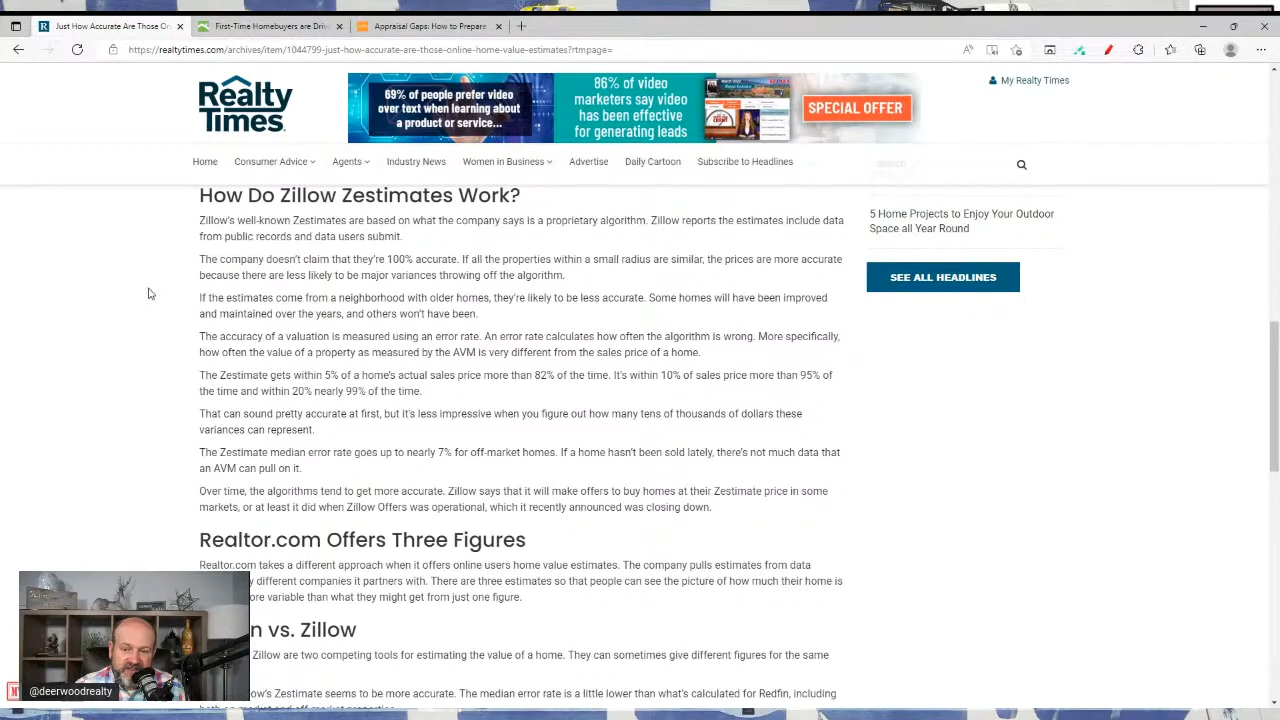 Just How Accurate Are Those On
First-Time Homebuyers are Driv
Appraisal Gaps: How to Prepare
https://realtytimes.com/archives/item/1044799-just-how-accurate-are-those-online-home-value-estimates?rtmpage=
Realty
Times
69% of people prefer video
over text when learning about
a product or service...
86% of video
marketers say video
has been effective
for generating leads
SPECIAL OFFER
My Realty Times
Home Consumer Advice Agents Industry News Women in Business Advertise Daily Cartoon Subscribe to Headlines
How Do Zillow Zestimates Work?
Zillow's well-known Zestimates are based on what the company says is a proprietary algorithm. Zillow reports the estimates include data
from public records and data users submit.
The company doesn't claim that they're 100% accurate. If all the properties within a small radius are similar, the prices are more accurate
because there are less likely to be major variances throwing off the algorithm.
If the estimates come from a neighborhood with older homes, they're likely to be less accurate. Some homes will have been improved
and maintained over the years, and others won't have been.
The accuracy of a valuation is measured using an error rate. An error rate calculates how often the algorithm is wrong. More specifically,
how often the value of a property as measured by the AVM is very different from the sales price of a home.
The Zestimate gets within 5% of a home's actual sales price more than 82% of the time. It's within 10% of sales price more than 95% of
the time and within 20% nearly 99% of the time.
That can sound pretty accurate at first, but it's less impressive when you figure out how many tens of thousands of dollars these
variances can represent.
The Zestimate median error rate goes up to nearly 7% for off-market homes. If a home hasn't been sold lately, there's not much data that
an AVM can pull on it.
Over time, the algorithms tend to get more accurate. Zillow says that it will make offers to buy homes at their Zestimate price in some
markets, or at least it did when Zillow Offers was operational, which it recently announced was closing down.
Realtor.com Offers Three Figures
Realtor.com takes a different approach when it offers online users home value estimates. The company pulls estimates from data
y different companies it partners with. There are three estimates so that people can see the picture of how much their home is
ore variable than what they might get from just one figure.
n vs. Zillow
Zillow are two competing tools for estimating the value of a home. They can sometimes give different figures for the same
ow's Zestimate seems to be more accurate. The median error rate is a little lower than what's calculated for Redfin, including
5 Home Projects to Enjoy Your Outdoor
Space all Year Round
SEE ALL HEADLINES
@deerwoodrealty